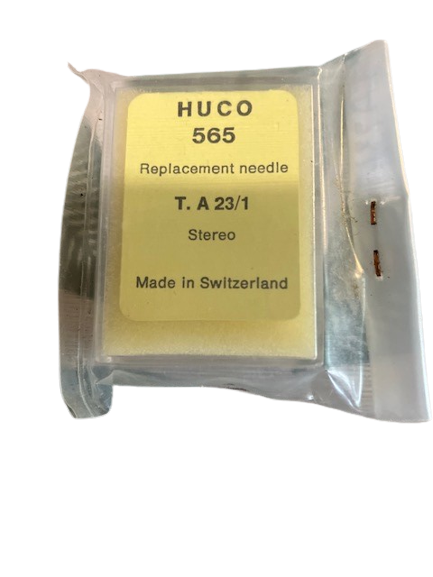 HUCO
565
Replacement needle
T. A 23/1
Stereo
Made in Switzerland